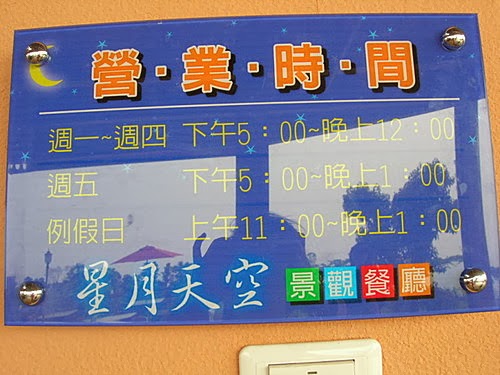 營·業·時·間
週一~週四 下午5：00~晚上12：00
週五 下午5：00~晚上1：00
例假日 上午11：00~晚上1：00
星月天空 景觀餐廳